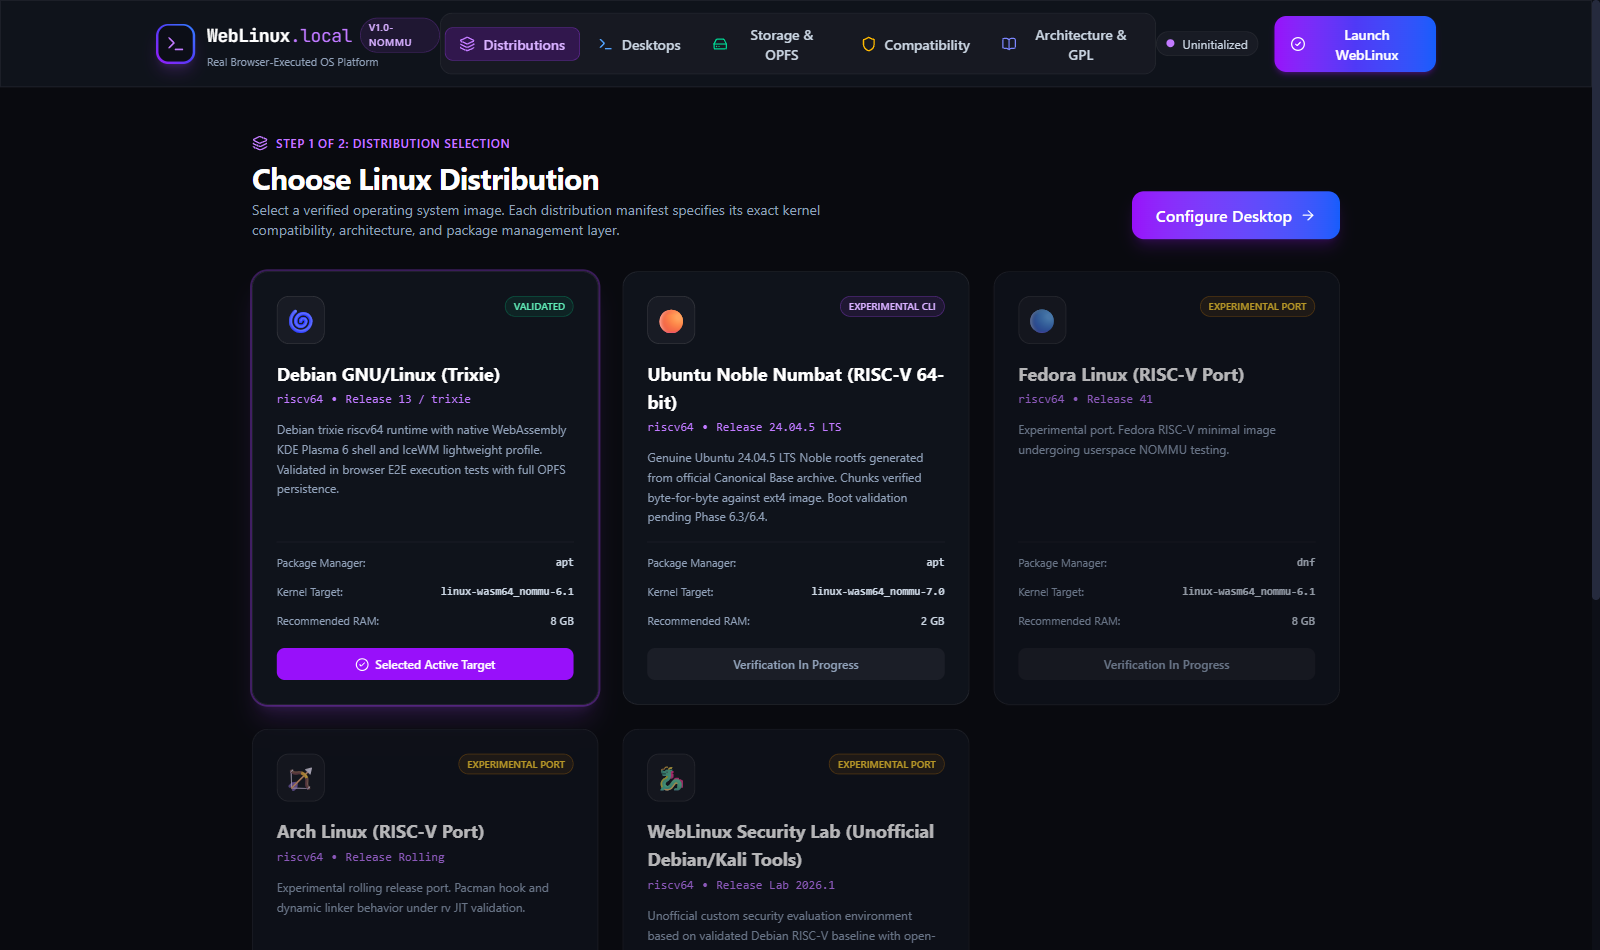 WebLinux.local
V1.0-
NOMMU
Real Browser-Executed OS Platform
Distributions
Desktops
Storage &
OPFS
Compatibility
Architecture &
GPL
Uninitialized
Launch
WebLinux
STEP 1 OF 2: DISTRIBUTION SELECTION
Choose Linux Distribution
Select a verified operating system image. Each distribution manifest specifies its exact kernel
compatibility, architecture, and package management layer.
Configure Desktop →
VALIDATED
Debian GNU/Linux (Trixie)
riscv64 • Release 13 / trixie
Debian trixie riscv64 runtime with native WebAssembly
KDE Plasma 6 shell and IceWM lightweight profile.
Validated in browser E2E execution tests with full OPFS
persistence.
Package Manager: apt
Kernel Target: linux-wasm64_nommu-6.1
Recommended RAM: 8 GB
Selected Active Target
EXPERIMENTAL CLI
Ubuntu Noble Numbat (RISC-V 64-
bit)
riscv64 • Release 24.04.5 LTS
Genuine Ubuntu 24.04.5 LTS Noble rootfs generated
from official Canonical Base archive. Chunks verified
byte-for-byte against ext4 image. Boot validation
pending Phase 6.3/6.4.
Package Manager: apt
Kernel Target: linux-wasm64_nommu-7.0
Recommended RAM: 2 GB
Verification In Progress
EXPERIMENTAL PORT
Fedora Linux (RISC-V Port)
riscv64 • Release 41
Experimental port. Fedora RISC-V minimal image
undergoing userspace NOMMU testing.
Package Manager: dnf
Kernel Target: linux-wasm64_nommu-6.1
Recommended RAM: 8 GB
Verification In Progress
EXPERIMENTAL PORT
Arch Linux (RISC-V Port)
riscv64 • Release Rolling
Experimental rolling release port. Pacman hook and
dynamic linker behavior under rv JIT validation.
EXPERIMENTAL PORT
WebLinux Security Lab (Unofficial
Debian/Kali Tools)
riscv64 • Release Lab 2026.1
Unofficial custom security evaluation environment
based on validated Debian RISC-V baseline with open-